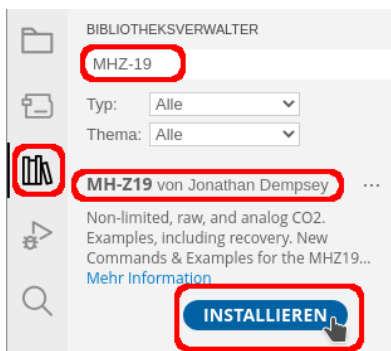 BIBLIOTHEKSVERWALTER
MHZ-19
Typ: Alle
Thema: Alle
MH-Z19 von Jonathan Dempsey ...
Non-limited, raw, and analog CO2.
Examples, including recovery. New
Commands & Examples for the MHZ19...
Mehr Information
INSTALLIEREN